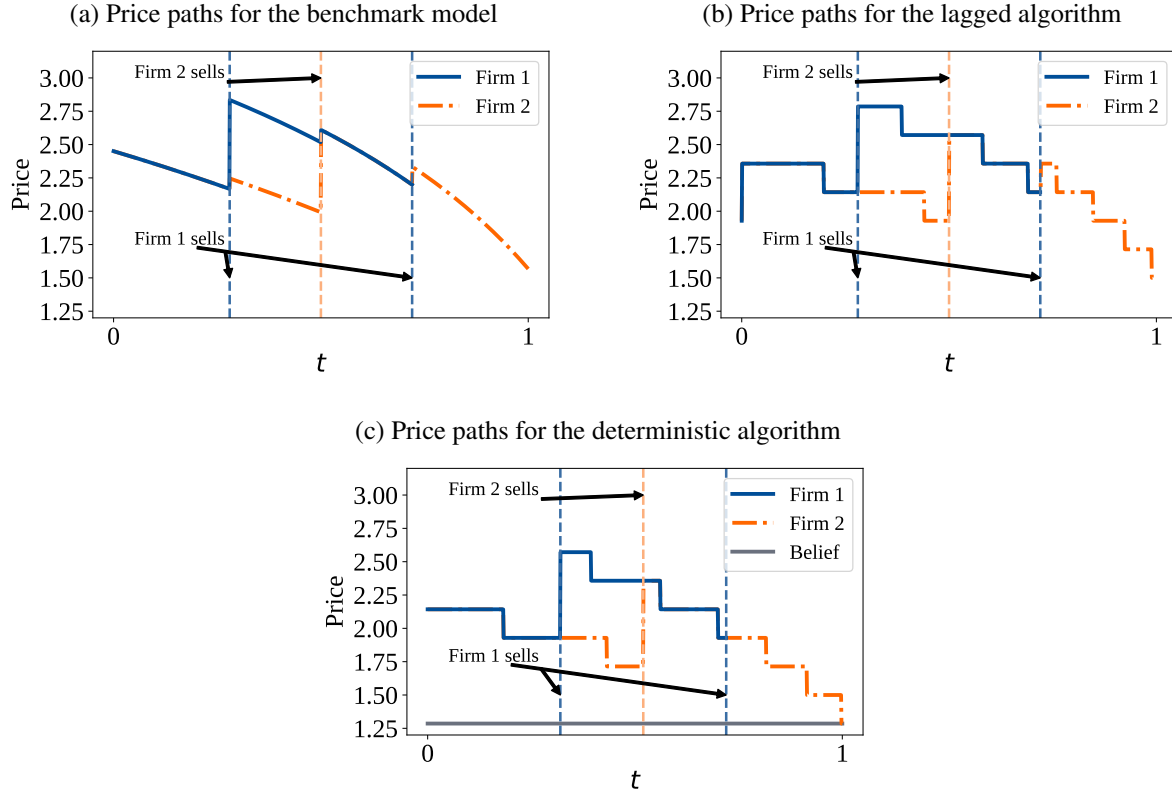 (a) Price paths for the benchmark model
Price
3.00
2.75
2.50
2.25
2.00
1.75
1.50
1.25
Firm 2 sells
Firm 1 sells
Firm 1
Firm 2
0
1
t
(b) Price paths for the lagged algorithm
Price
3.00
2.75
2.50
2.25
2.00
1.75
1.50
1.25
Firm 2 sells
Firm 1 sells
Firm 1
Firm 2
0
1
t
(c) Price paths for the deterministic algorithm
Price
3.00
2.75
2.50
2.25
2.00
1.75
1.50
1.25
Firm 2 sells
Firm 1 sells
Firm 1
Firm 2
Belief
0
1
t